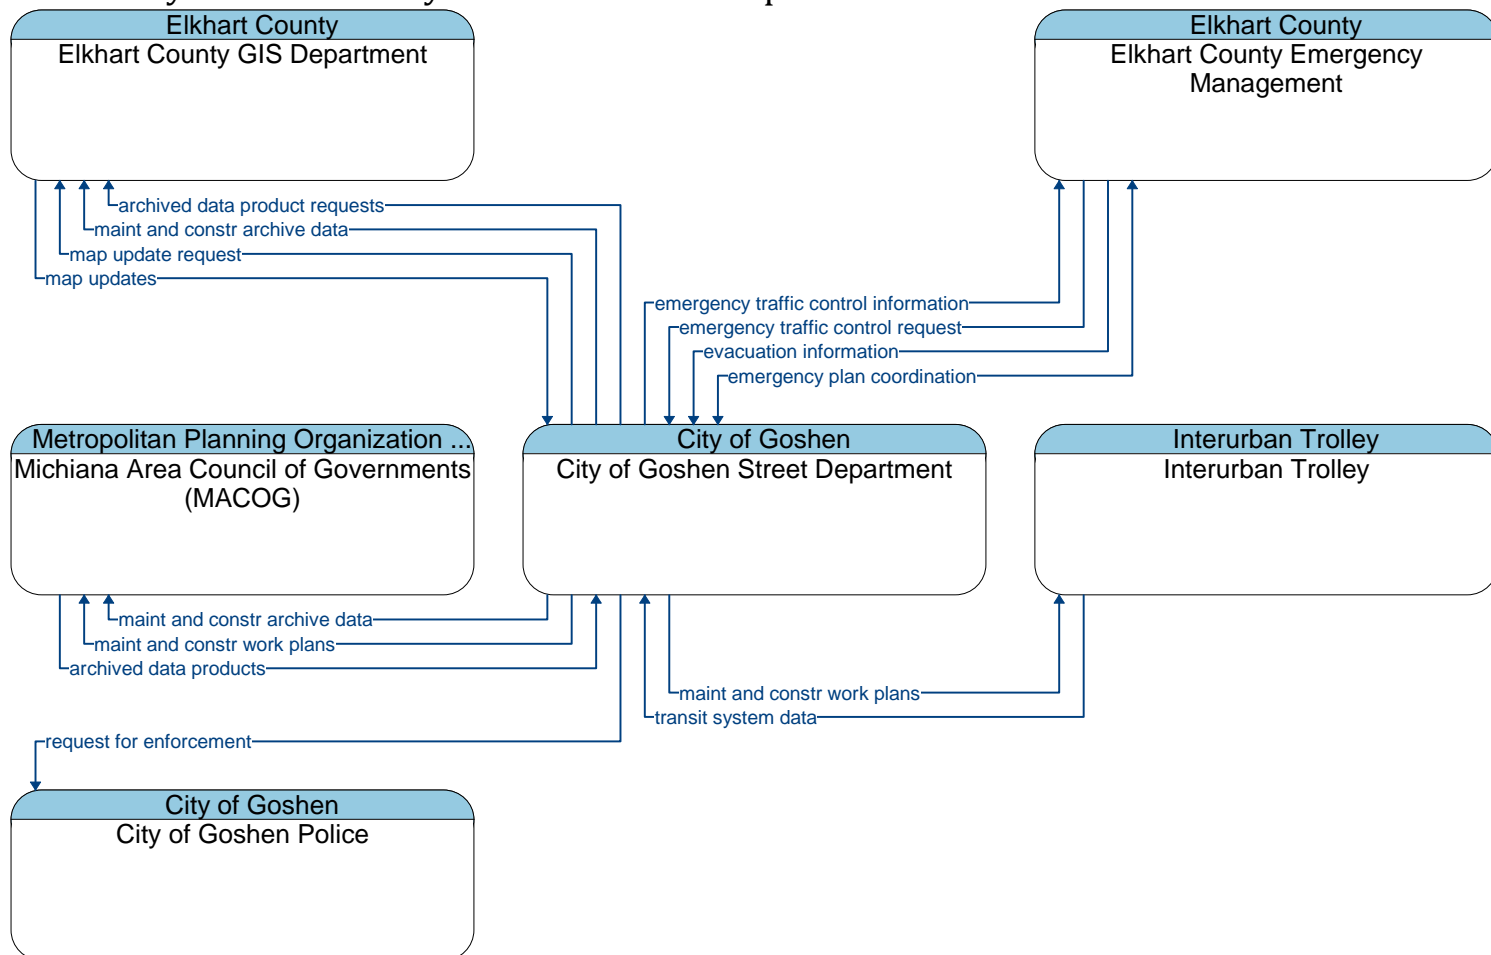 Elkhart County
Elkhart County GIS Department
Elkhart County
Elkhart County Emergency
Management
archived data product requests
maint and constr archive data
map update request
map updates
emergency traffic control information
emergency traffic control request
evacuation information
emergency plan coordination
Metropolitan Planning Organization ...
Michiana Area Council of Governments
(MACOG)
City of Goshen
City of Goshen Street Department
Interurban Trolley
Interurban Trolley
maint and constr archive data
maint and constr work plans
archived data products
maint and constr work plans
transit system data
request for enforcement
City of Goshen
City of Goshen Police